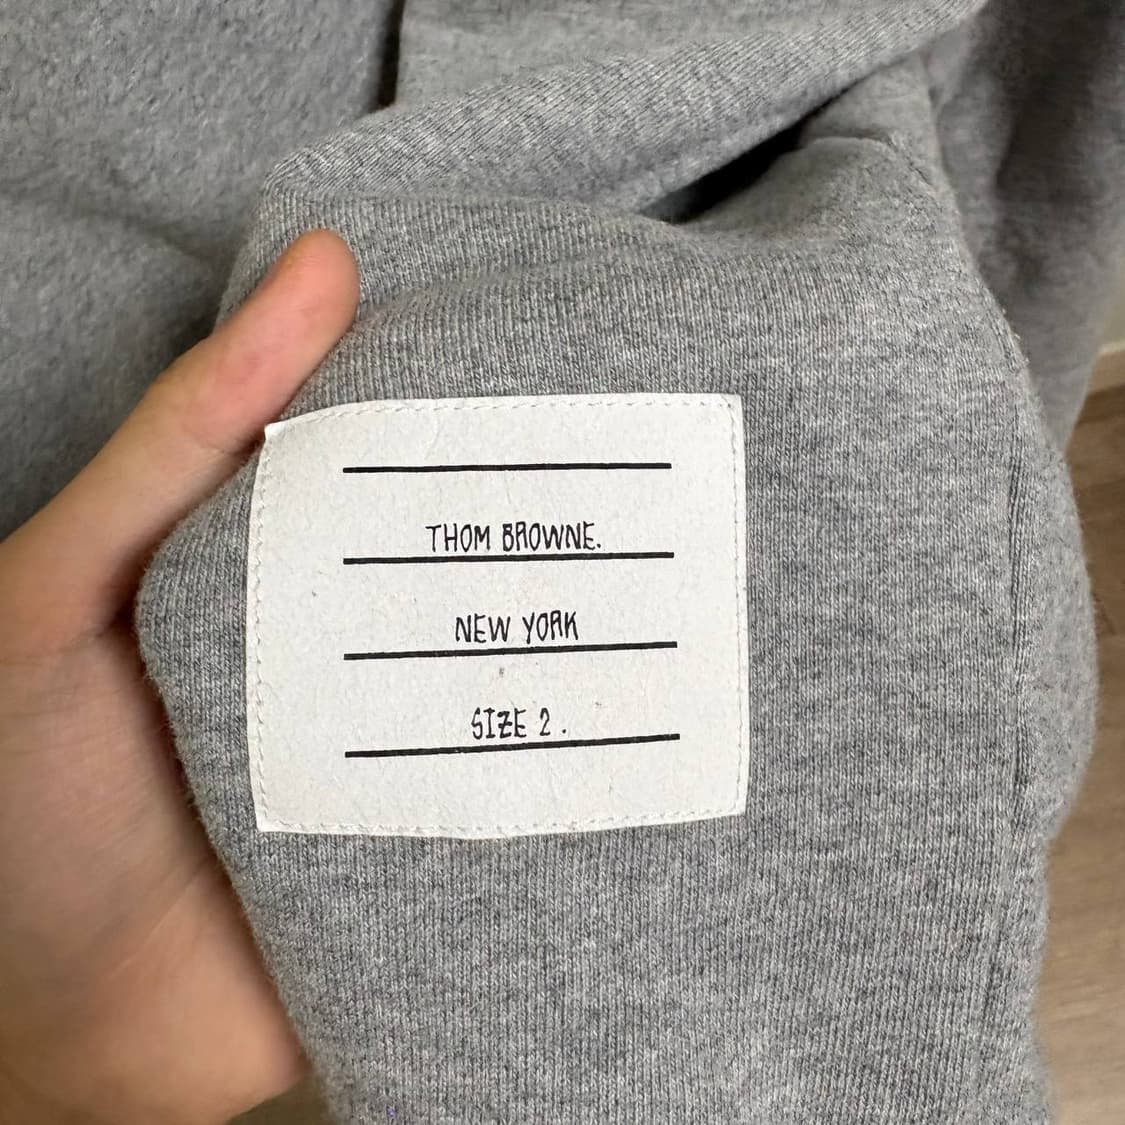 THOM BROWNE.
NEW YORK
SIZE 2 .